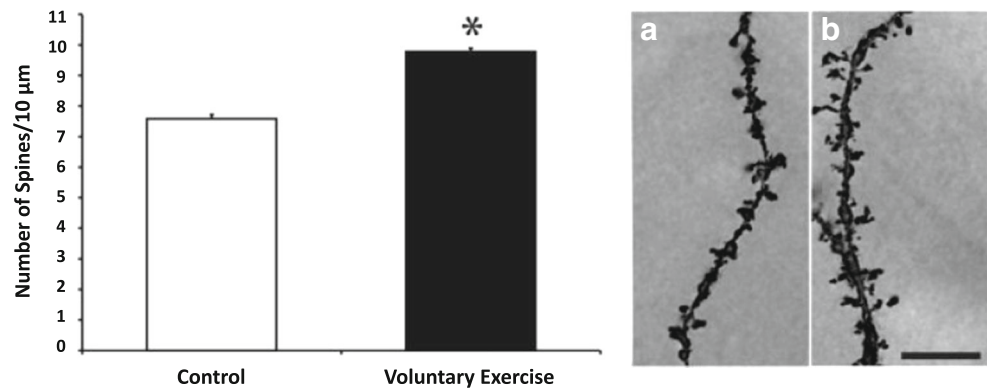 11
10
9
8
7
6
5
4
3
2
1
0
Number of Spines/10 μm
*
Control
Voluntary Exercise
a
b